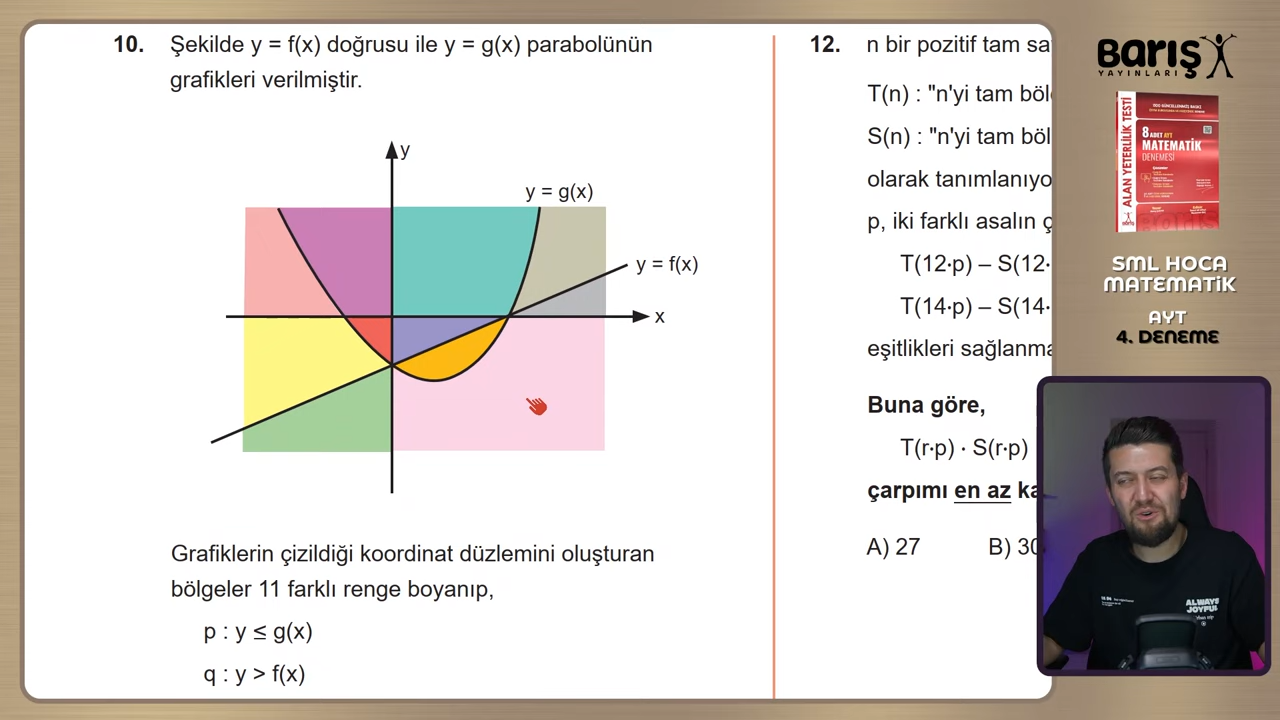 10. Şekilde y = f(x) doğrusu ile y = g(x) parabolünün
grafikleri verilmiştir.
y
y = g(x)
y = f(x)
x
Grafiklerin çizildiği koordinat düzlemini oluşturan
bölgeler 11 farklı renge boyanıp,
p : y ≤ g(x)
q : y > f(x)
12. n bir pozitif tam sa
T(n) : "n'yi tam böl
S(n) : "n'yi tam böl
olarak tanımlanıyo
p, iki farklı asalın ç
T(12·p) – S(12·
T(14·p) – S(14·
eşitlikleri sağlanma
Buna göre,
T(r·p) · S(r·p)
çarpımı en az ka
A) 27 B) 30
Barış
YAYINLARI
ALAN YETERLİLİK TESTİ
8 ADET AYT
MATEMATİK
DENEMESİ
SML HOCA
MATEMATİK
AYT
4. DENEME
ALWAYS
JOYFUL